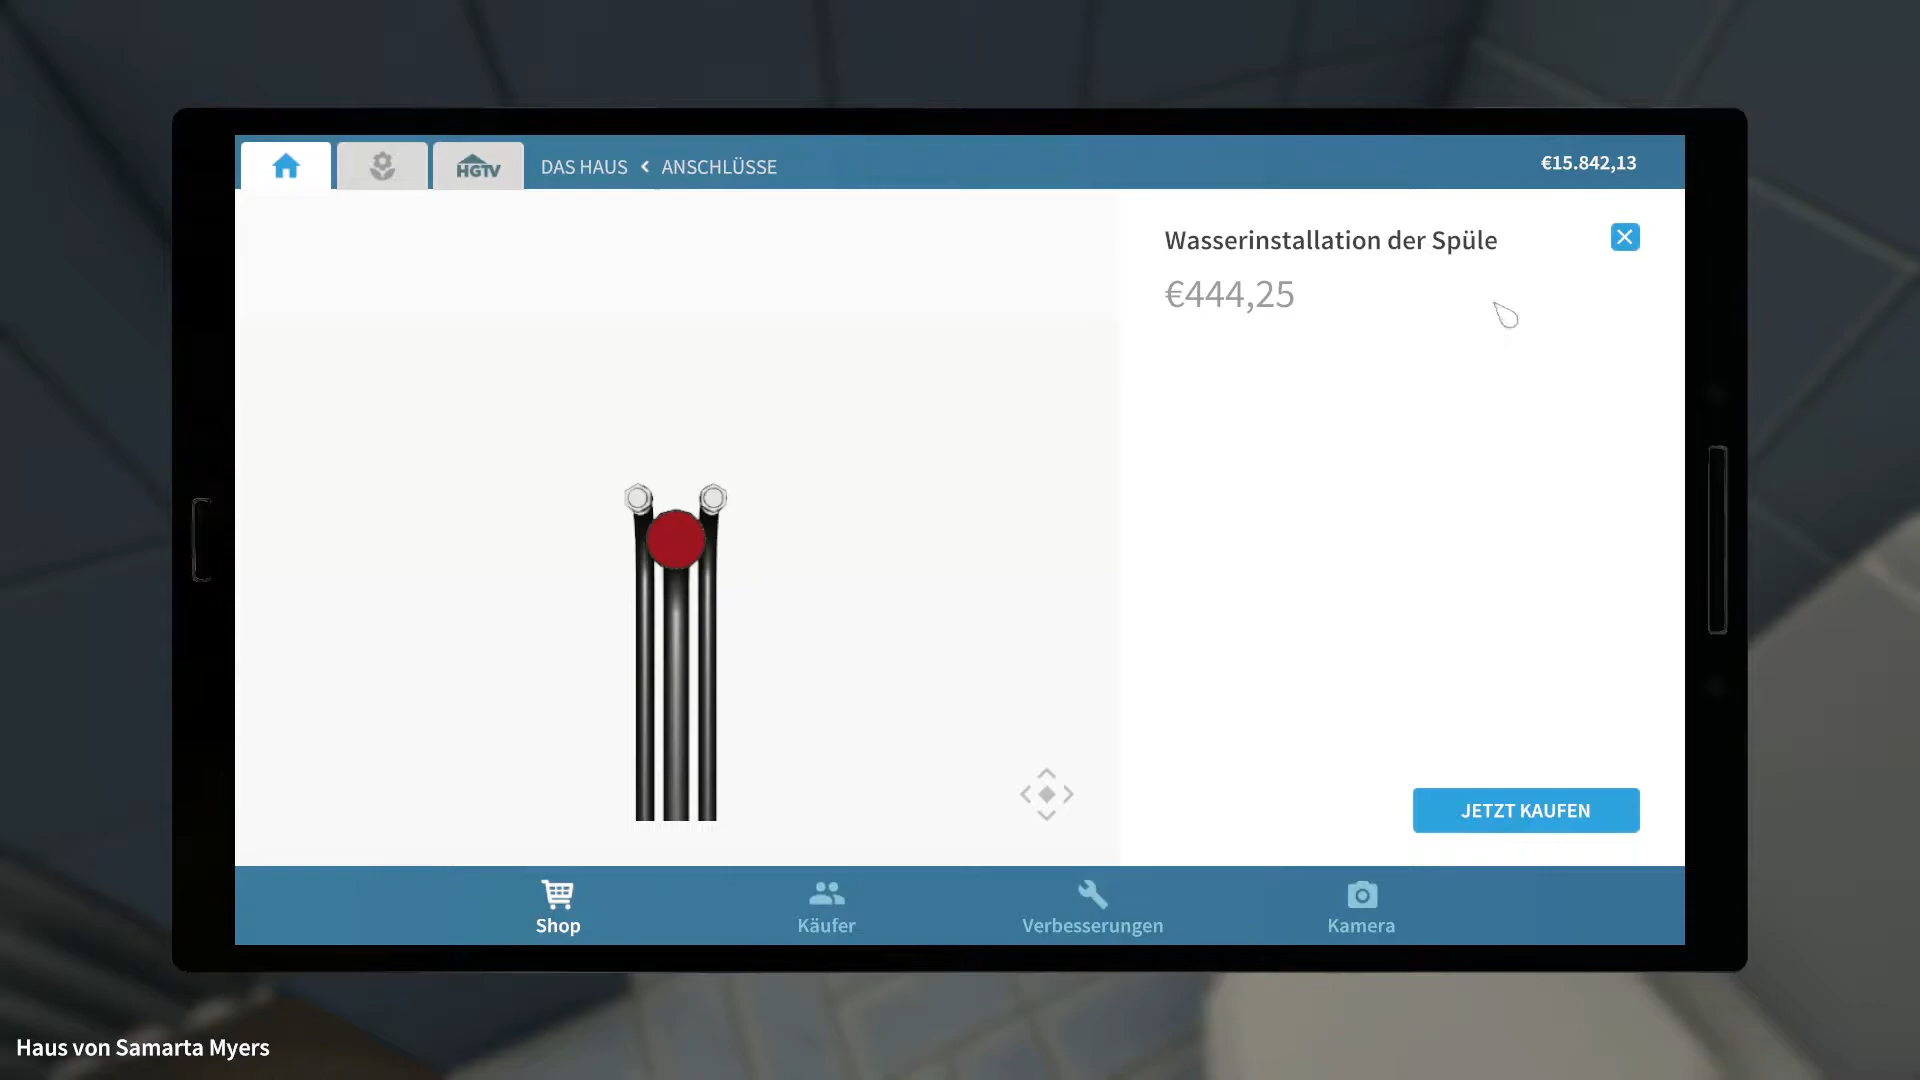 HGTV
DAS HAUS < ANSCHLÜSSE
€15.842,13
Wasserinstallation der Spüle
€444,25
JETZT KAUFEN
Shop
Käufer
Verbesserungen
Kamera
Haus von Samarta Myers